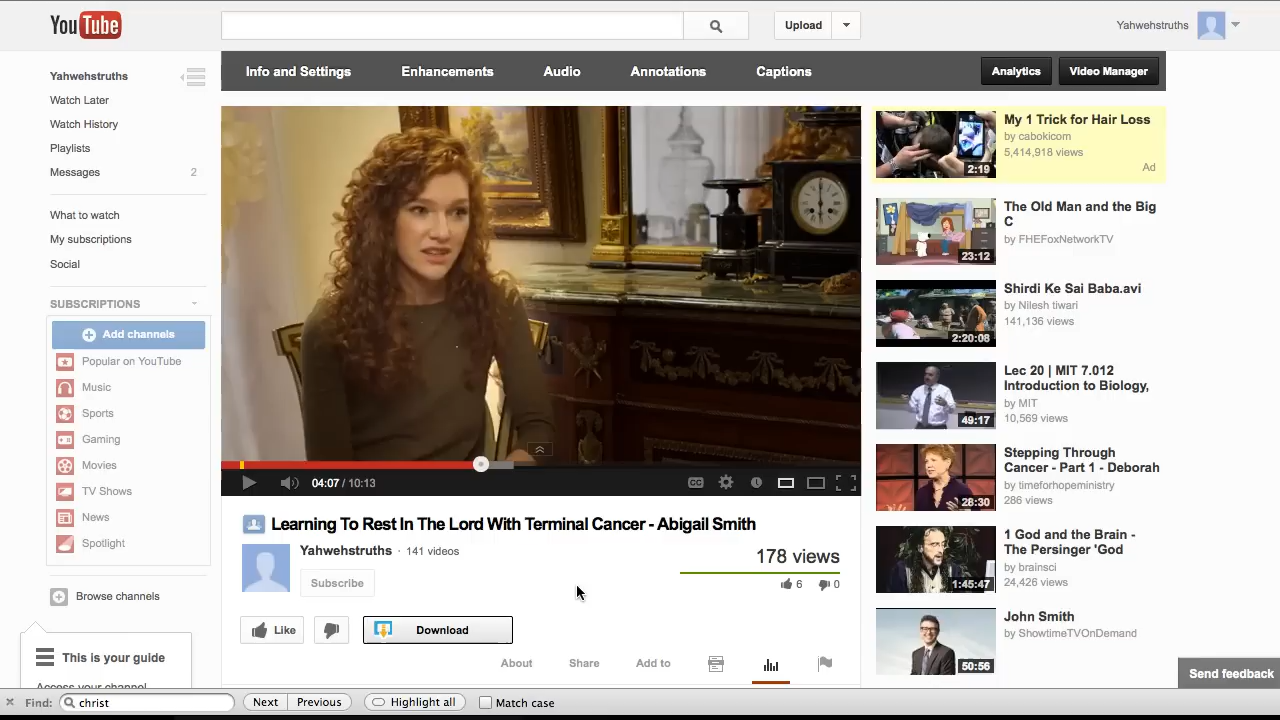 YouTube
Upload
Yahwehstruths
Yahwehstruths
Watch Later
Watch History
Playlists
Messages 2
What to watch
My subscriptions
Social
SUBSCRIPTIONS
Add channels
Popular on YouTube
Music
Sports
Gaming
Movies
TV Shows
News
Spotlight
Browse channels
This is your guide
Access your channel
Info and Settings
Enhancements
Audio
Annotations
Captions
Analytics
Video Manager
04:07 / 10:13
CC
Learning To Rest In The Lord With Terminal Cancer - Abigail Smith
Yahwehstruths · 141 videos
Subscribe
178 views
6
0
Like
Download
About
Share
Add to
My 1 Trick for Hair Loss
by cabokicom
5,414,918 views
Ad
2:19
The Old Man and the Big
C
by FHEFoxNetworkTV
23:12
Shirdi Ke Sai Baba.avi
by Nilesh tiwari
141,136 views
2:20:08
Lec 20 | MIT 7.012
Introduction to Biology,
by MIT
10,569 views
49:17
Stepping Through
Cancer - Part 1 - Deborah
by timeforhopeministry
286 views
28:30
1 God and the Brain -
The Persinger 'God
by brainsci
24,426 views
1:45:47
John Smith
by ShowtimeTVOnDemand
50:56
Send feedback
Find: christ
Next
Previous
Highlight all
Match case